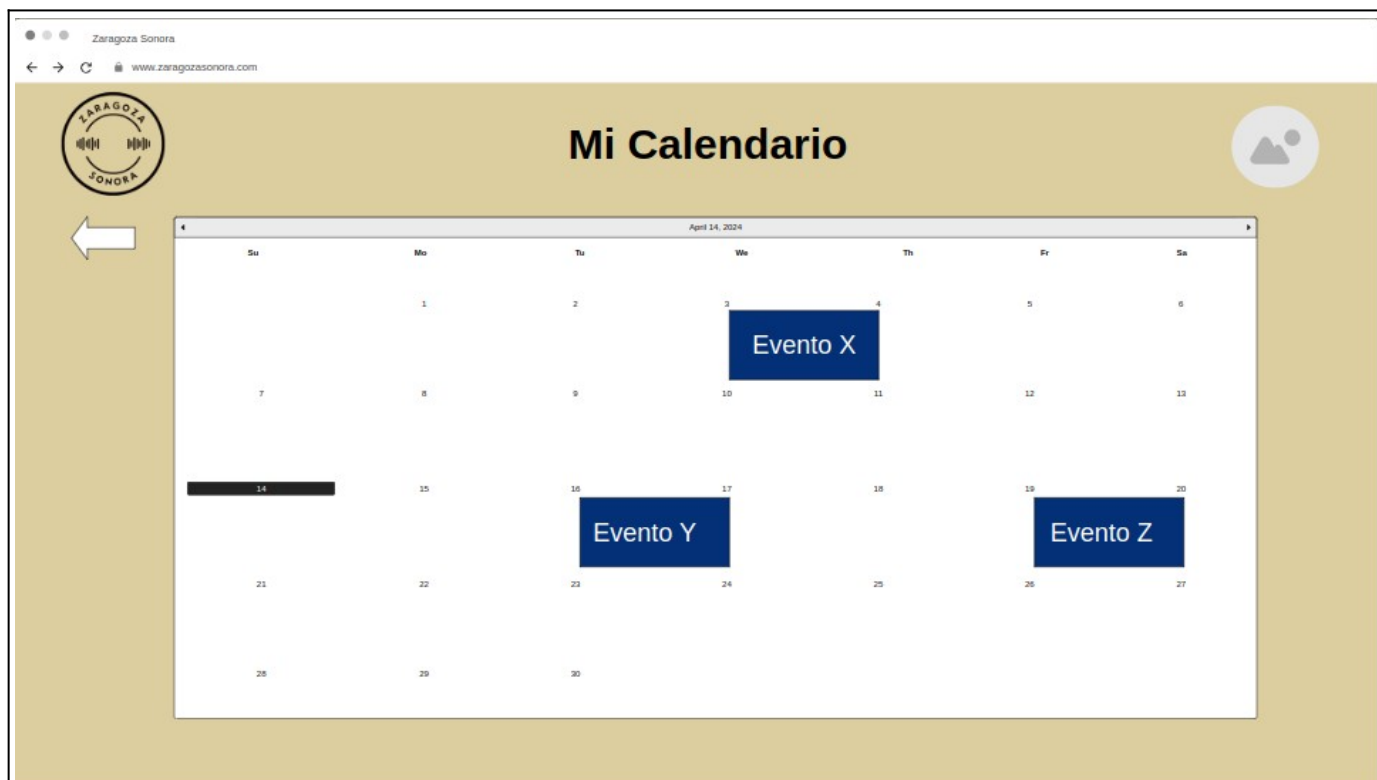 Zaragoza Sonora
www.zaragozasonora.com
ZARAGOZA
SONORA
Mi Calendario
April 14, 2024
Su Mo Tu We Th Fr Sa
1 2 3 4 5 6
Evento X
7 8 9 10 11 12 13
14 15 16 17 18 19 20
Evento Y Evento Z
21 22 23 24 25 26 27
28 29 30